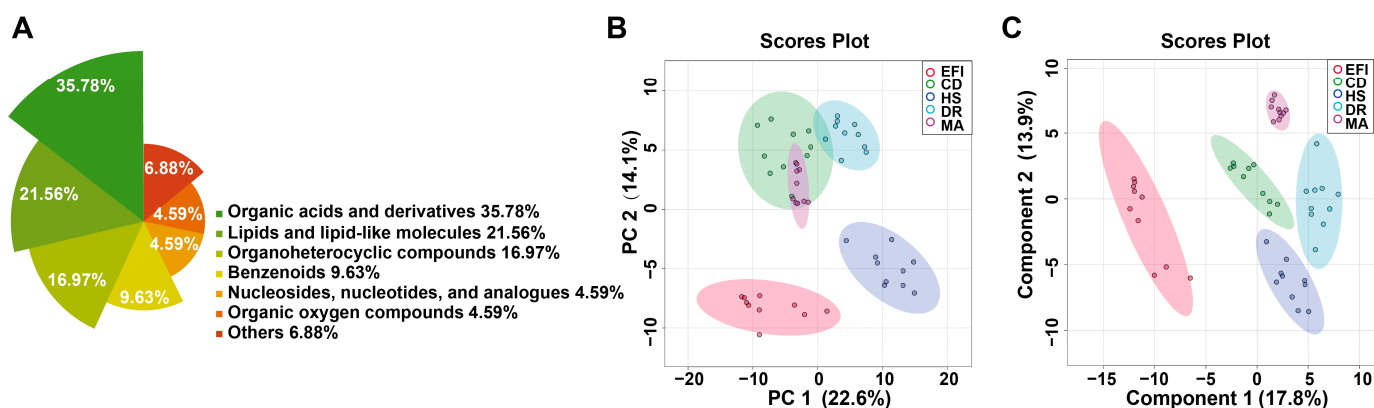 A
35.78%
21.56%
16.97%
9.63%
4.59%
4.59%
6.88%
Organic acids and derivatives 35.78%
Lipids and lipid-like molecules 21.56%
Organoheterocyclic compounds 16.97%
Benzenoids 9.63%
Nucleosides, nucleotides, and analogues 4.59%
Organic oxygen compounds 4.59%
Others 6.88%
B
Scores Plot
EFI
CD
HS
DR
MA
PC 2 (14.1%)
10
5
0
−5
−10
−20
−10
0
10
20
PC 1 (22.6%)
C
Scores Plot
EFI
CD
HS
DR
MA
Component 2 (13.9%)
10
5
0
−5
−10
−15
−10
−5
0
5
10
Component 1 (17.8%)